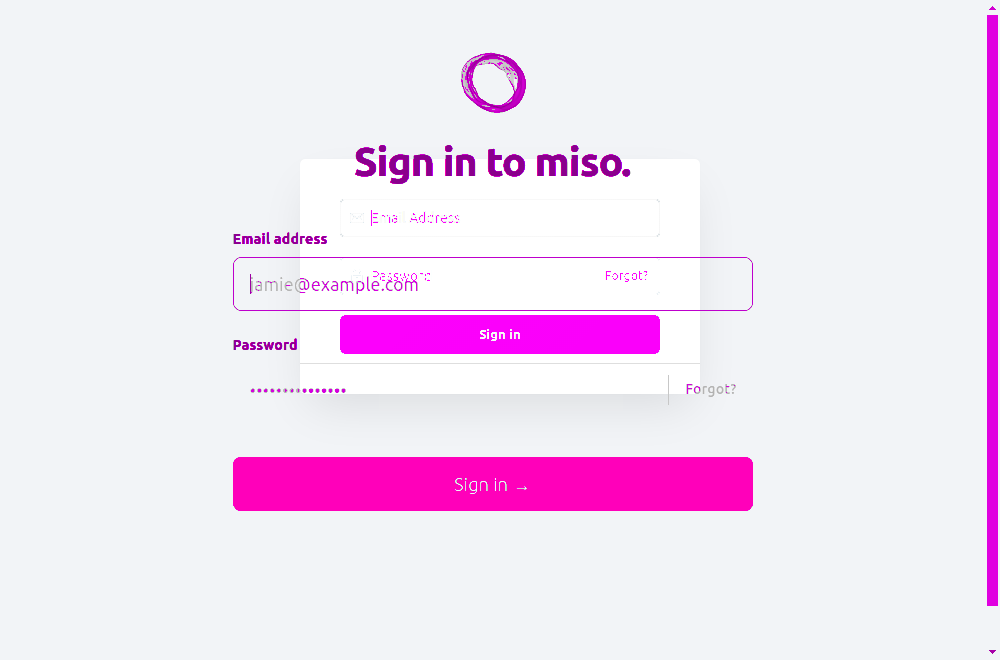 Sign in to miso.
Email Address
Email address
Password Forgot?
jamie@example.com
Sign in
Password
Forgot?
Sign in →